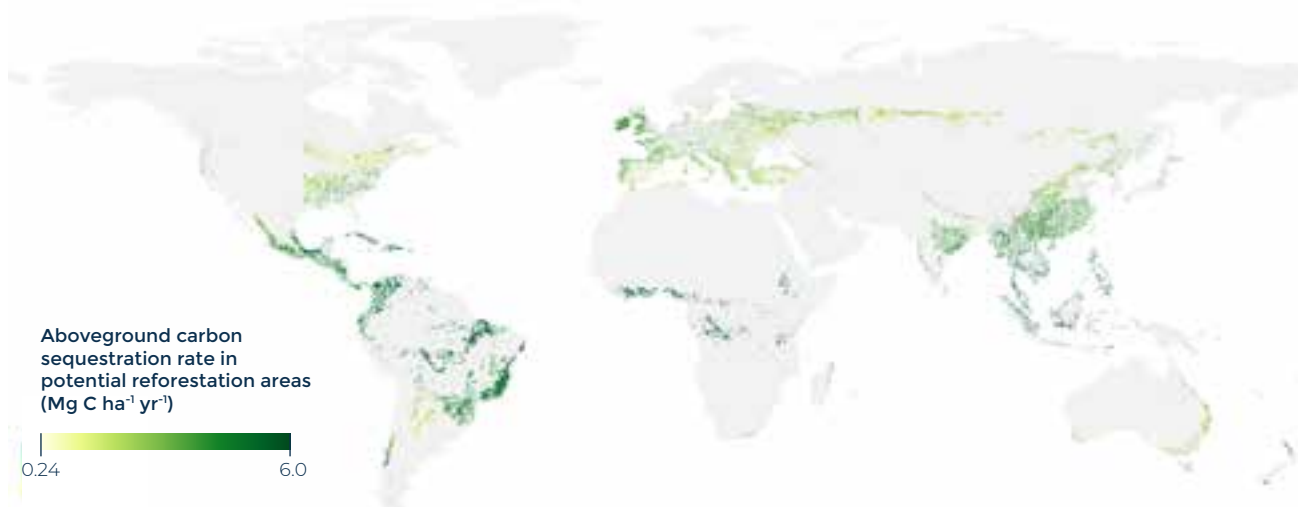 Aboveground carbon
sequestration rate in
potential reforestation areas
(Mg C ha⁻¹ yr⁻¹)
0.24 6.0